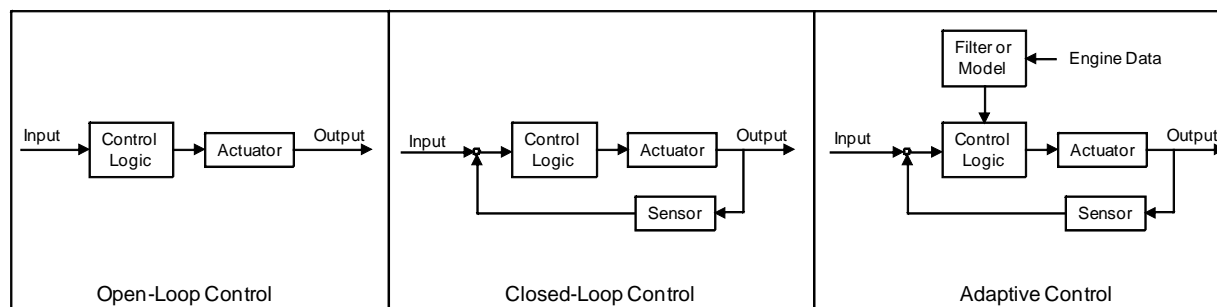 Input
Control
Logic
Actuator
Output
Open-Loop Control
Input
Control
Logic
Actuator
Output
Sensor
Closed-Loop Control
Filter or
Model
Engine Data
Input
Control
Logic
Actuator
Output
Sensor
Adaptive Control